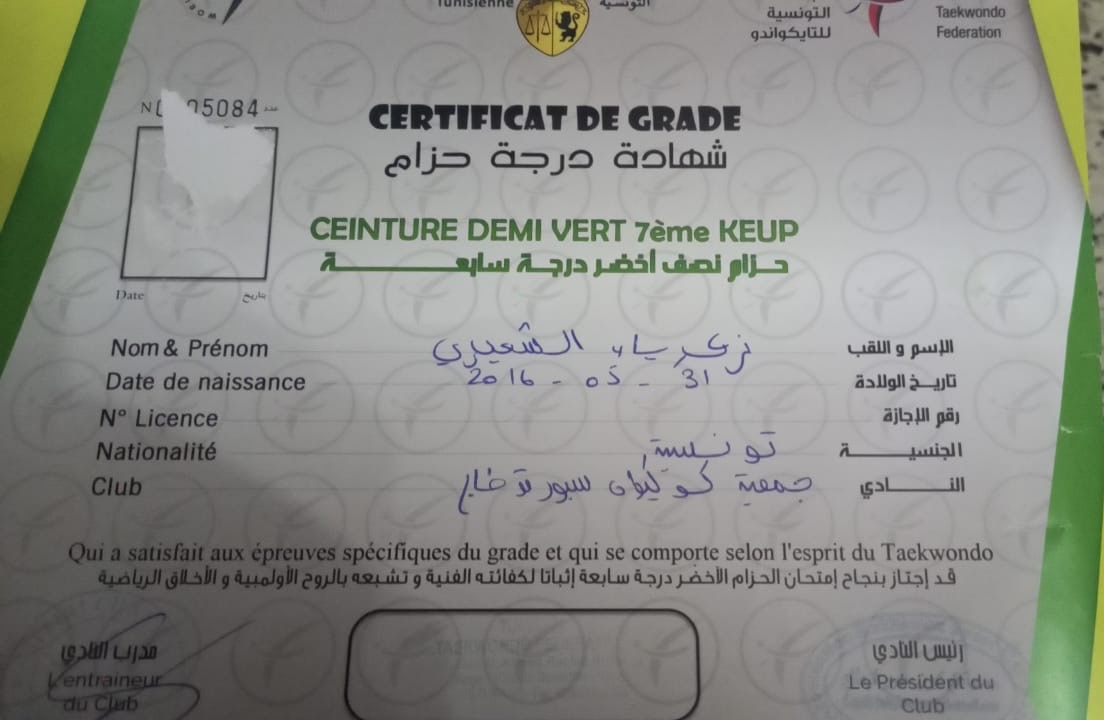 Tunisienne
التونسية
التونسية
للتايكواندو
Taekwondo
Federation
05084 عدد
CERTIFICAT DE GRADE
شهادة درجة حزام
CEINTURE DEMI VERT 7ème KEUP
حزام نصف أخضر درجة سابعة
Date تاريخ
Nom & Prénom زكرياء الشعيري الإسم و اللقب
Date de naissance 2016 - 05 - 31 تاريخ الولادة
N° Licence رقم الإجازة
Nationalité تونسية الجنسية
Club جمعية سبور النادي
Qui a satisfait aux épreuves spécifiques du grade et qui se comporte selon l'esprit du Taekwondo
قد إجتاز بنجاح إمتحان الحزام الأخضر درجة سابعة إثباتا لكفائته الفنية و تشبعه بالروح الأولمبية و الأخلاق الرياضية
مدرب النادي
L'entraineur
du Club
رئيس النادي
Le Président du
Club